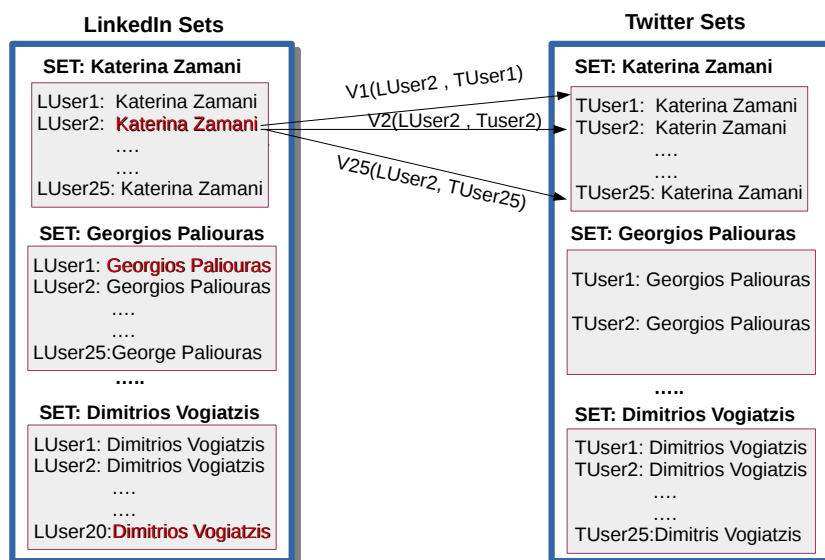 LinkedIn Sets
SET: Katerina Zamani
LUser1: Katerina Zamani
LUser2: Katerina Zamani
....
....
LUser25: Katerina Zamani
SET: Georgios Paliouras
LUser1: Georgios Paliouras
LUser2: Georgios Paliouras
....
....
LUser25:George Paliouras
.....
SET: Dimitrios Vogiatzis
LUser1: Dimitrios Vogiatzis
LUser2: Dimitrios Vogiatzis
....
....
LUser20:Dimitrios Vogiatzis
V1(LUser2 , TUser1)
V2(LUser2 , Tuser2)
V25(LUser2, TUser25)
Twitter Sets
SET: Katerina Zamani
TUser1: Katerina Zamani
TUser2: Katerin Zamani
....
....
TUser25: Katerina Zamani
SET: Georgios Paliouras
TUser1: Georgios Paliouras
TUser2: Georgios Paliouras
.....
SET: Dimitrios Vogiatzis
TUser1: Dimitrios Vogiatzis
TUser2: Dimitrios Vogiatzis
....
....
TUser25:Dimitris Vogiatzis